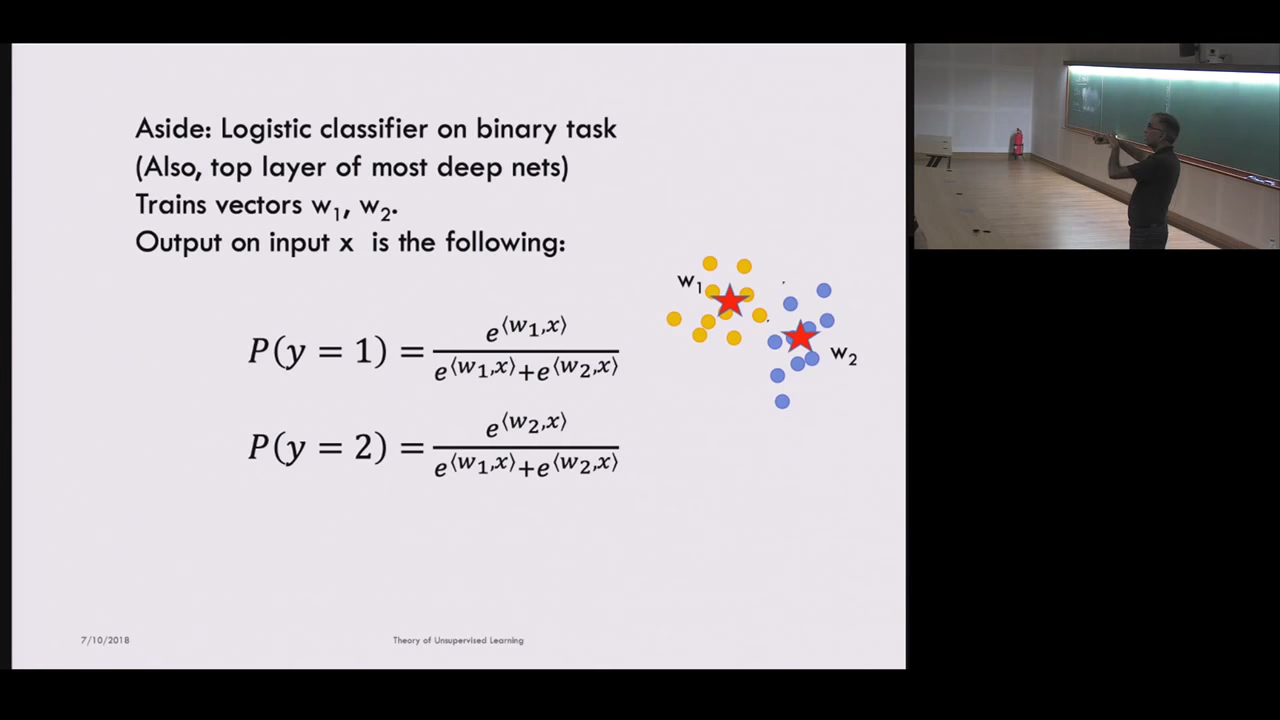 Aside: Logistic classifier on binary task
(Also, top layer of most deep nets)
Trains vectors w₁, w₂.
Output on input x is the following:
w₁
w₂
P(y = 1) = e^⟨w₁,x⟩ / (e^⟨w₁,x⟩+e^⟨w₂,x⟩)
P(y = 2) = e^⟨w₂,x⟩ / (e^⟨w₁,x⟩+e^⟨w₂,x⟩)
7/10/2018
Theory of Unsupervised Learning